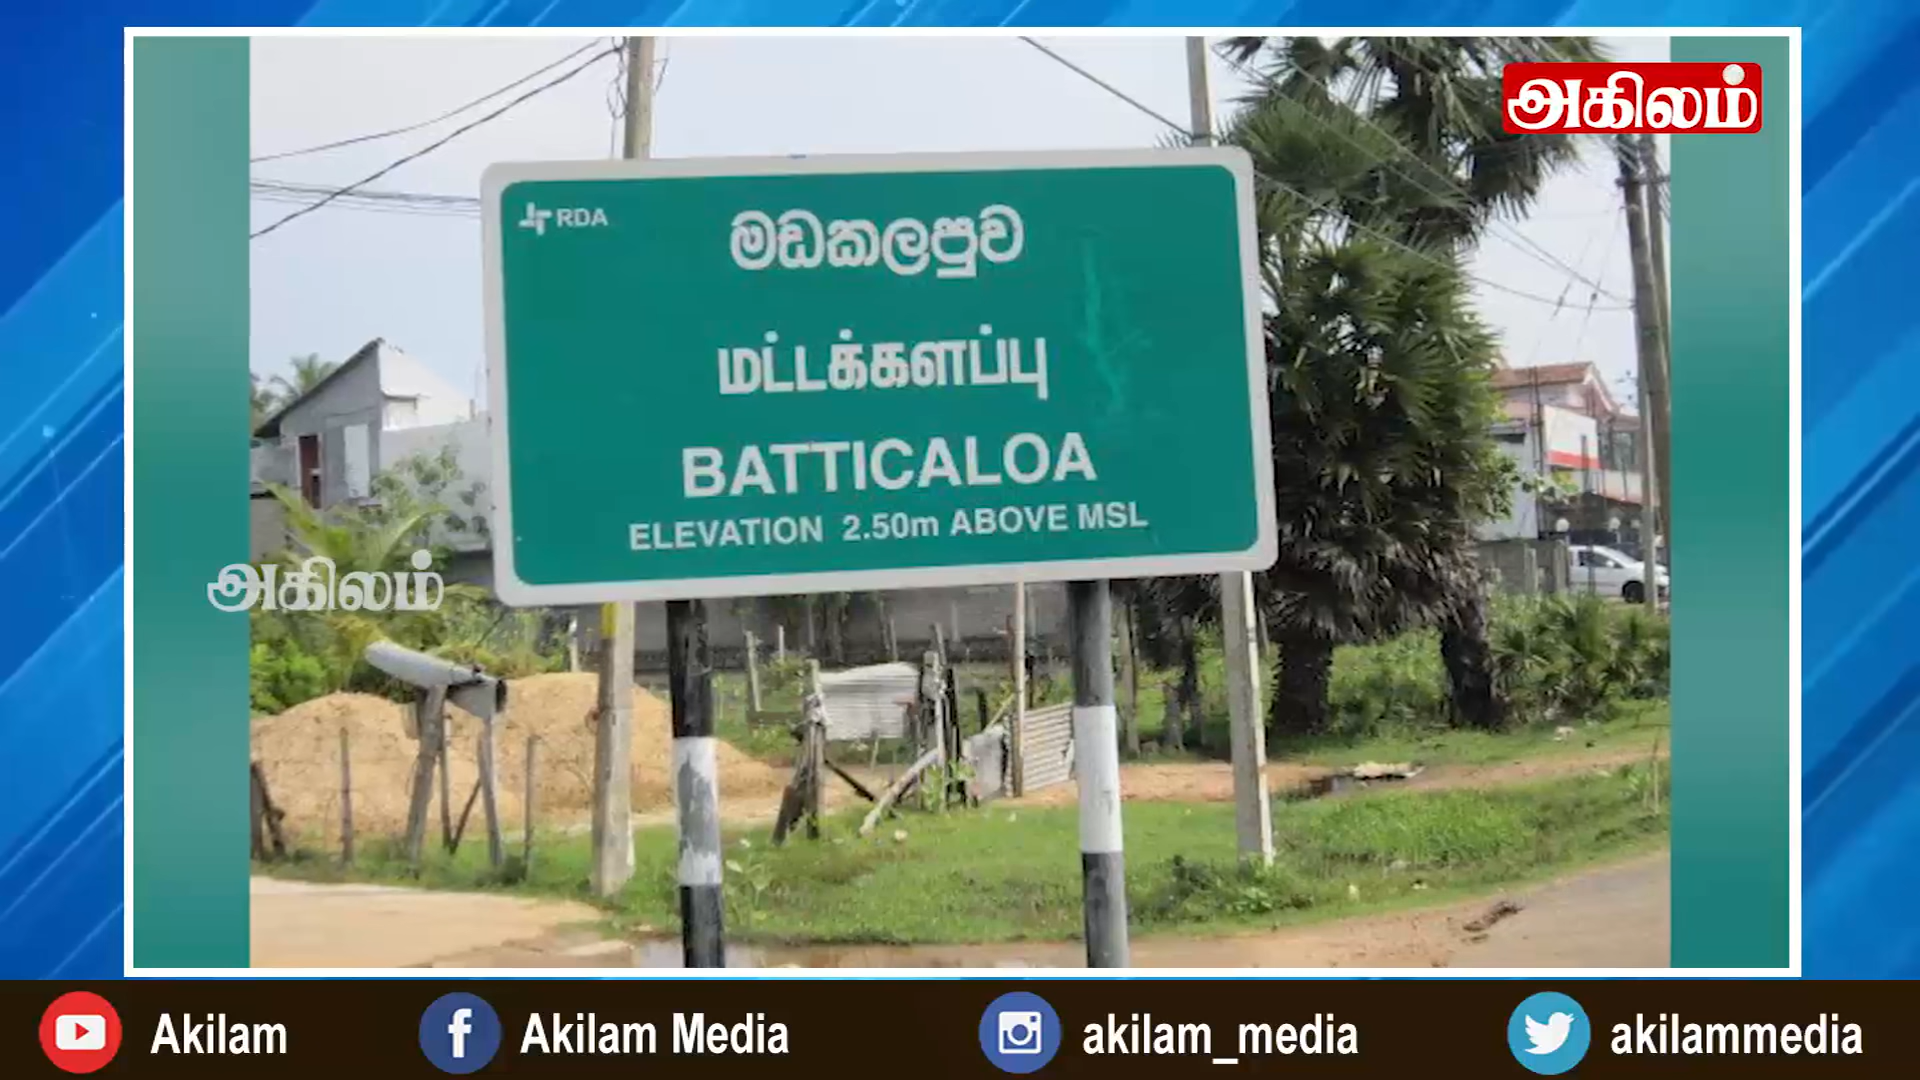 அகிலம்
RDA
මඩකලපුව
மட்டக்களப்பு
BATTICALOA
ELEVATION 2.50m ABOVE MSL
அகிலம்
Akilam
Akilam Media
akilam_media
akilammedia